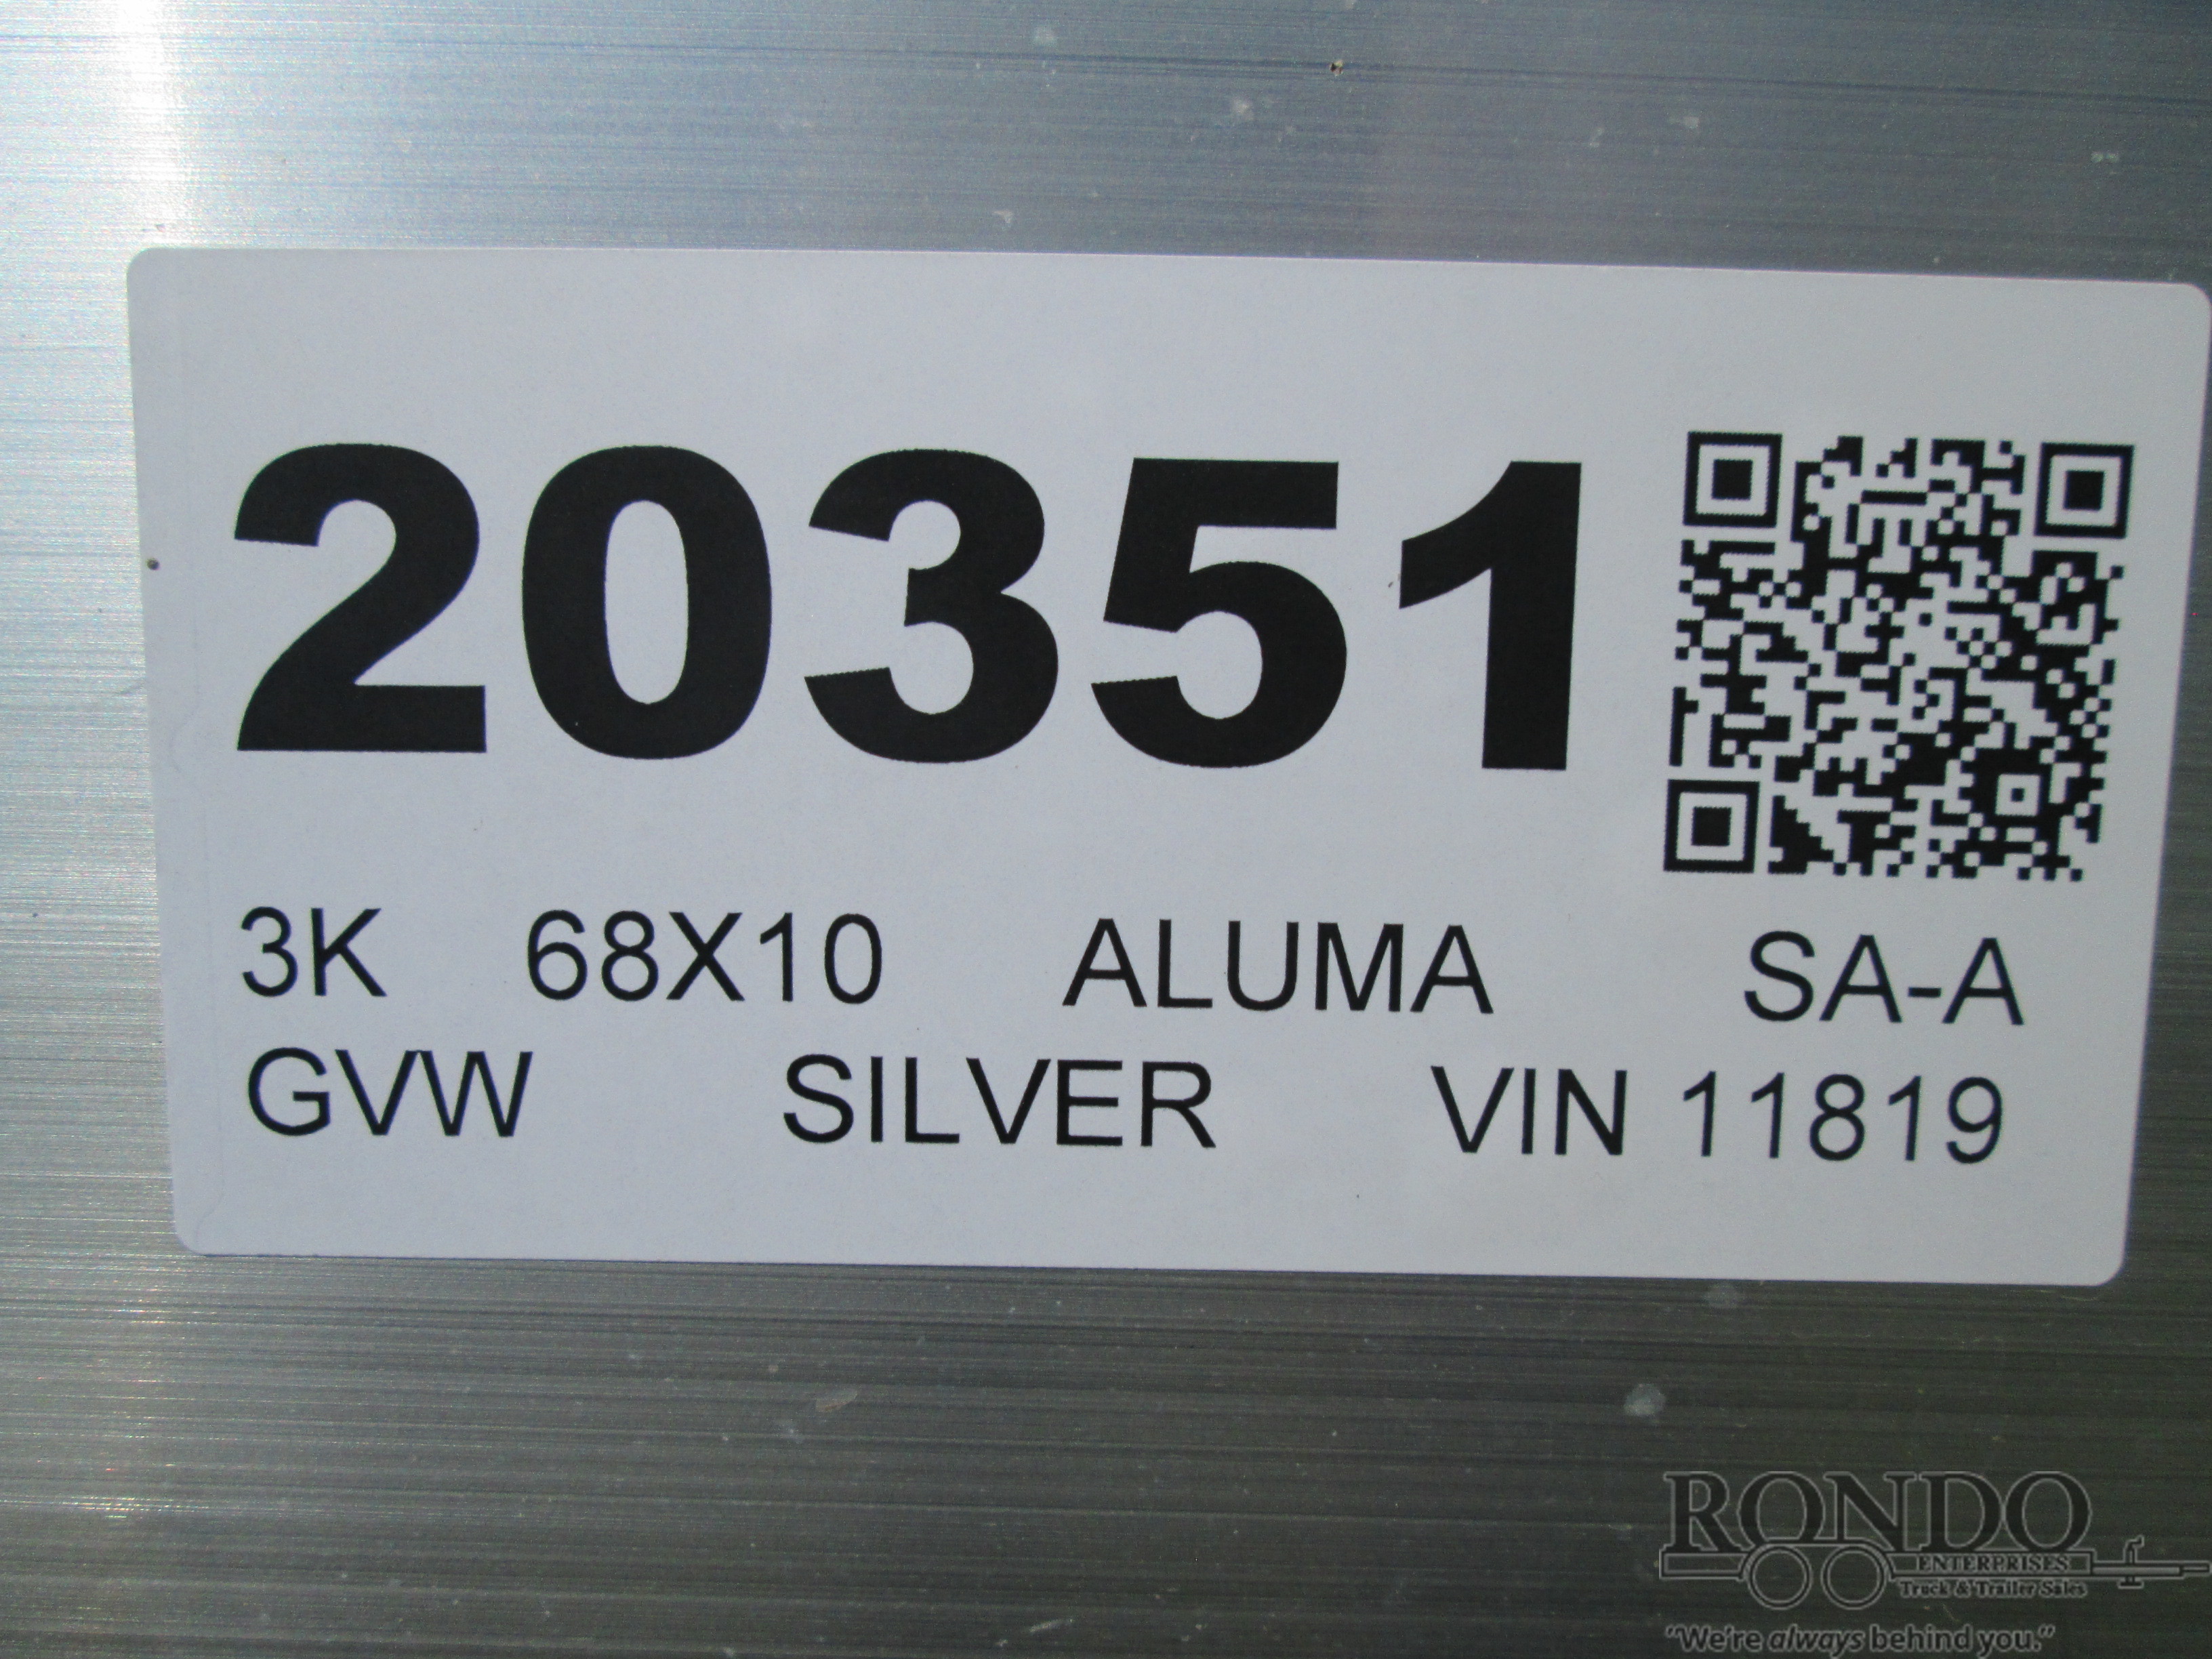 20351
3K 68X10 ALUMA SA-A
GVW SILVER VIN 11819
RONDO
ENTERPRISES
Truck & Trailer Sales
"We're always behind you."